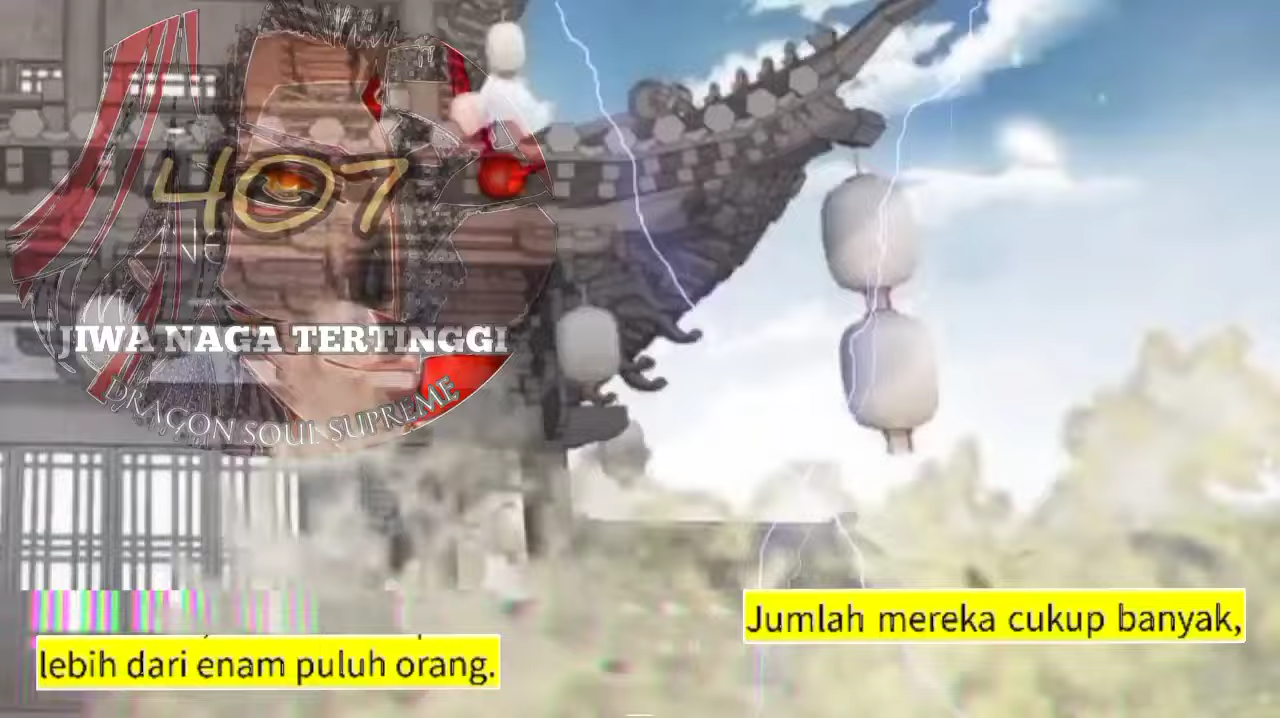 407
JIWA NAGA TERTINGGI
DRAGON SOUL SUPREME
Jumlah mereka cukup banyak,
lebih dari enam puluh orang.